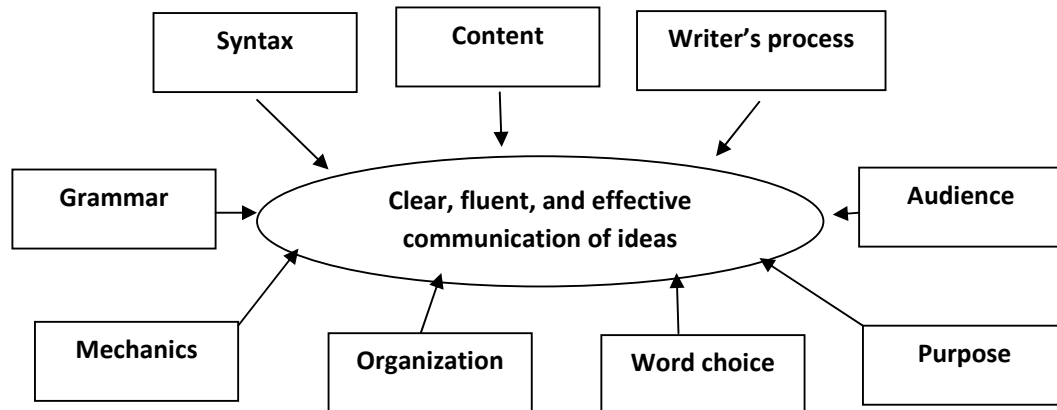 Syntax
Content
Writer’s process
Grammar
Clear, fluent, and effective
communication of ideas
Audience
Mechanics
Organization
Word choice
Purpose